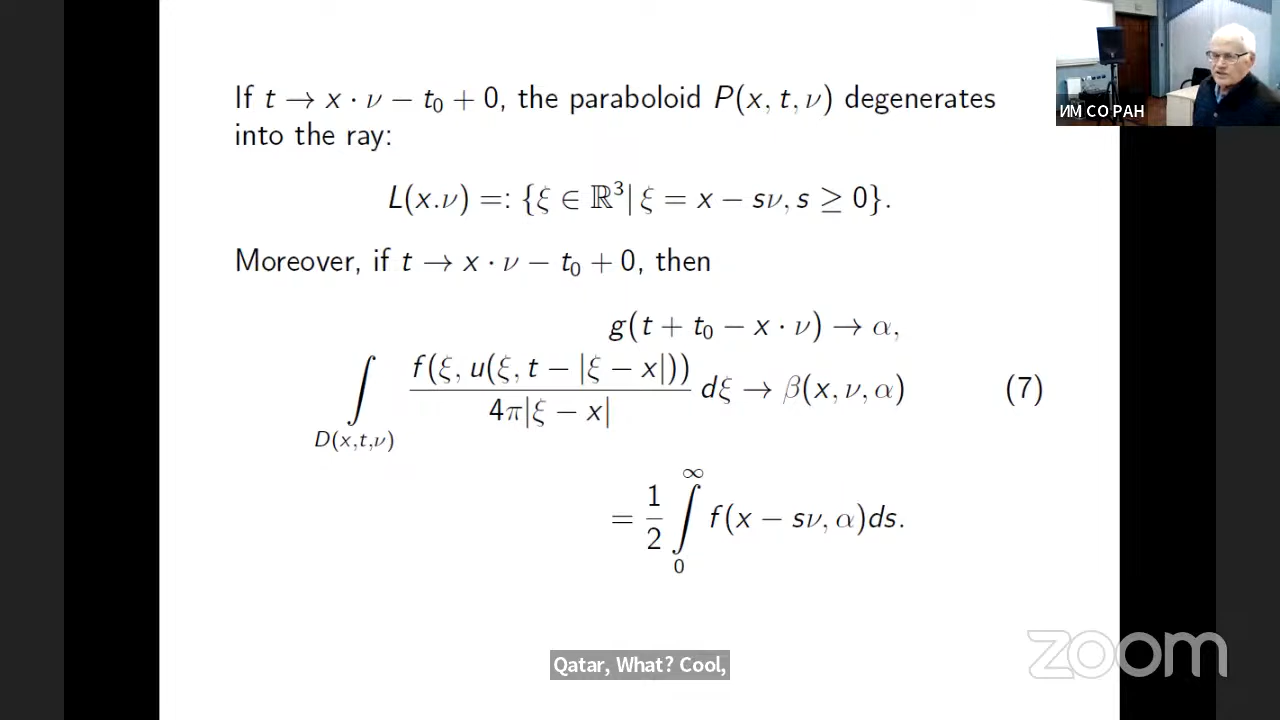 If t → x · ν − t₀ + 0, the paraboloid P(x, t, ν) degenerates
into the ray:
L(x.ν) =: {ξ ∈ ℝ³| ξ = x − sν, s ≥ 0}.
Moreover, if t → x · ν − t₀ + 0, then
g(t + t₀ − x · ν) → α,
∫_{D(x,t,ν)} f(ξ, u(ξ, t − |ξ − x|)) / 4π|ξ − x| dξ → β(x, ν, α) (7)
= 1/2 ∫₀^∞ f(x − sν, α)ds.
ИМ СО РАН
Qatar, What? Cool,
zoom